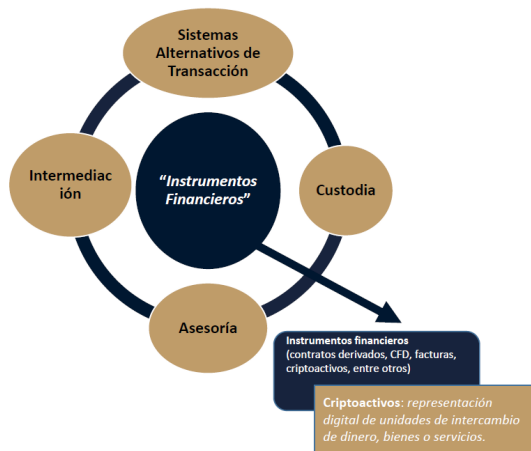 Sistemas
Alternativos de
Transacción
Intermediac
ión
“Instrumentos
Financieros”
Custodia
Asesoría
Instrumentos financieros
(contratos derivados, CFD, facturas,
criptoactivos, entre otros)
Criptoactivos: representación
digital de unidades de intercambio
de dinero, bienes o servicios.